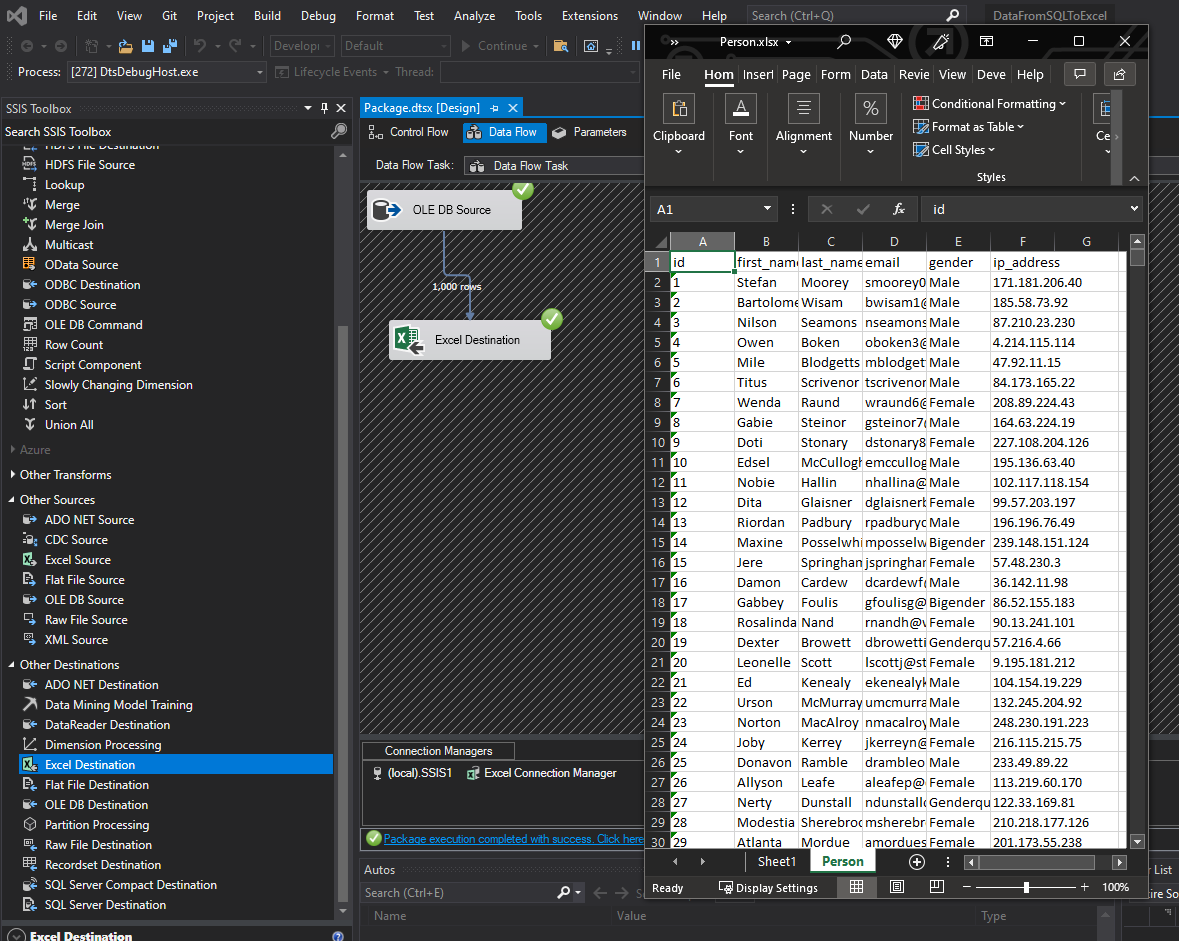 File Edit View Git Project Build Debug Format Test Analyze Tools Extensions Window Help Search (Ctrl+Q) DataFromSQLToExcel
Developi Default Continue
Process: [272] DtsDebugHost.exe Lifecycle Events Thread:
SSIS Toolbox
Search SSIS Toolbox
HDFS File Destination
HDFS File Source
Lookup
Merge
Merge Join
Multicast
OData Source
ODBC Destination
ODBC Source
OLE DB Command
Row Count
Script Component
Slowly Changing Dimension
Sort
Union All
Azure
Other Transforms
Other Sources
ADO NET Source
CDC Source
Excel Source
Flat File Source
OLE DB Source
Raw File Source
XML Source
Other Destinations
ADO NET Destination
Data Mining Model Training
DataReader Destination
Dimension Processing
Excel Destination
Flat File Destination
OLE DB Destination
Partition Processing
Raw File Destination
Recordset Destination
SQL Server Compact Destination
SQL Server Destination
Excel Destination
Package.dtsx [Design]
Control Flow Data Flow Parameters
Data Flow Task: Data Flow Task
OLE DB Source
1,000 rows
Excel Destination
Connection Managers
(local).SSIS1 Excel Connection Manager
Package execution completed with success. Click here
Autos
Search (Ctrl+E)
Name Value Type
Person.xlsx
File Hom Insert Page Form Data Revie View Deve Help
Clipboard Font Alignment Number
Conditional Formatting
Format as Table
Cell Styles
Ce
Styles
A1 fx id
A B C D E F G
1 id first_name last_name email gender ip_address
2 1 Stefan Moorey smoorey0 Male 171.181.206.40
3 2 Bartolome Wisam bwisam1@ Male 185.58.73.92
4 3 Nilson Seamons nseamons Male 87.210.23.230
5 4 Owen Boken oboken3@ Male 4.214.115.114
6 5 Mile Blodgetts mblodget Male 47.92.11.15
7 6 Titus Scrivenor tscrivenor Male 84.173.165.22
8 7 Wenda Raund wraund6@ Female 208.89.224.43
9 8 Gabie Steinor gsteinor7@ Male 164.63.224.19
10 9 Doti Stonary dstonary8 Female 227.108.204.126
11 10 Edsel McCullogh emccullog Male 195.136.63.40
12 11 Nobie Hallin nhallina@ Male 102.117.118.154
13 12 Dita Glaisner dglaisnerb Female 99.57.203.197
14 13 Riordan Padbury rpadburyc Male 196.196.76.49
15 14 Maxine Posselwhi mposselw Bigender 239.148.151.124
16 15 Jere Springhan jspringhar Female 57.48.230.3
17 16 Damon Cardew dcardewf@ Male 36.142.11.98
18 17 Gabbey Foulis gfoulisg@ Bigender 86.52.155.183
19 18 Rosalinda Nand rnandh@v Female 90.13.241.101
20 19 Dexter Browett dbrowetti Genderqu 57.216.4.66
21 20 Leonelle Scott lscottj@st Female 9.195.181.212
22 21 Ed Kenealy ekenealyk Male 104.154.19.229
23 22 Urson McMurray umcmurra Male 132.245.204.92
24 23 Norton MacAlroy nmacalroy Male 248.230.191.223
25 24 Joby Kerrey jkerreyn@ Female 216.115.215.75
26 25 Donavon Ramble drambleo Male 233.49.89.22
27 26 Allyson Leafe aleafep@ Female 113.219.60.170
28 27 Nerty Dunstall ndunstall Genderqu 122.33.169.81
29 28 Modestia Sherebroo msherebr Female 210.218.177.126
30 29 Atlanta Mordue amordues Female 201.173.55.238
Sheet1 Person
Ready Display Settings 100%